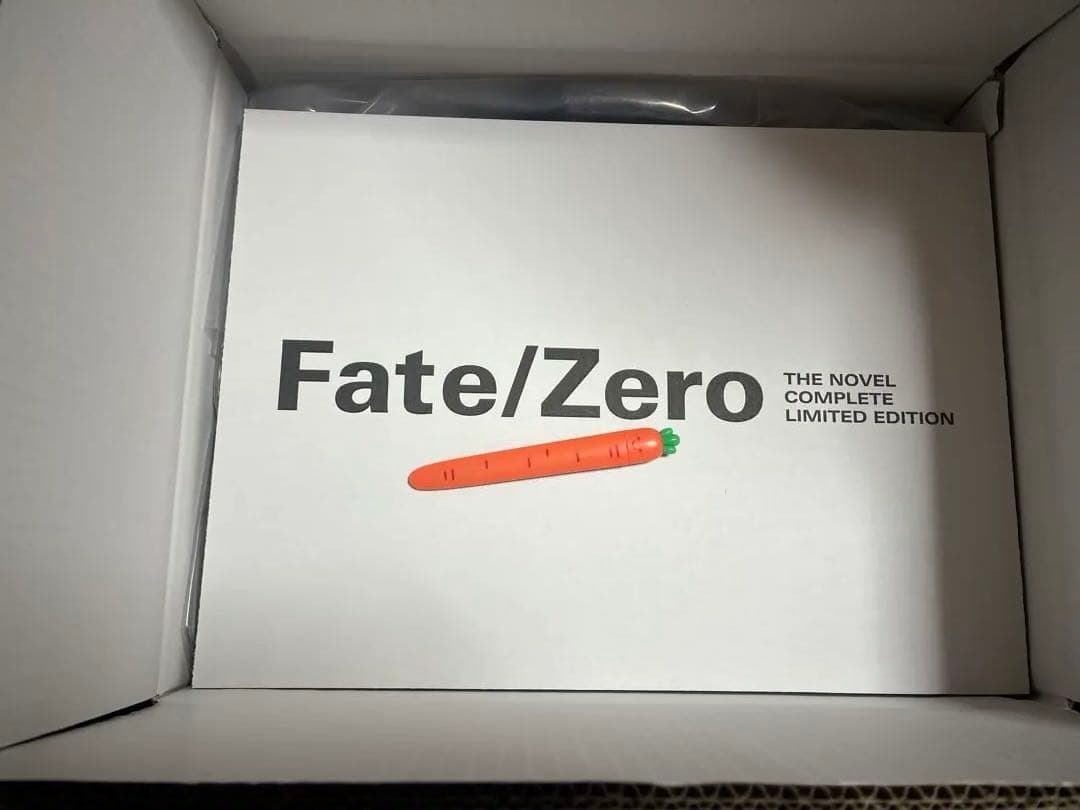 Fate/Zero
THE NOVEL
COMPLETE
LIMITED EDITION